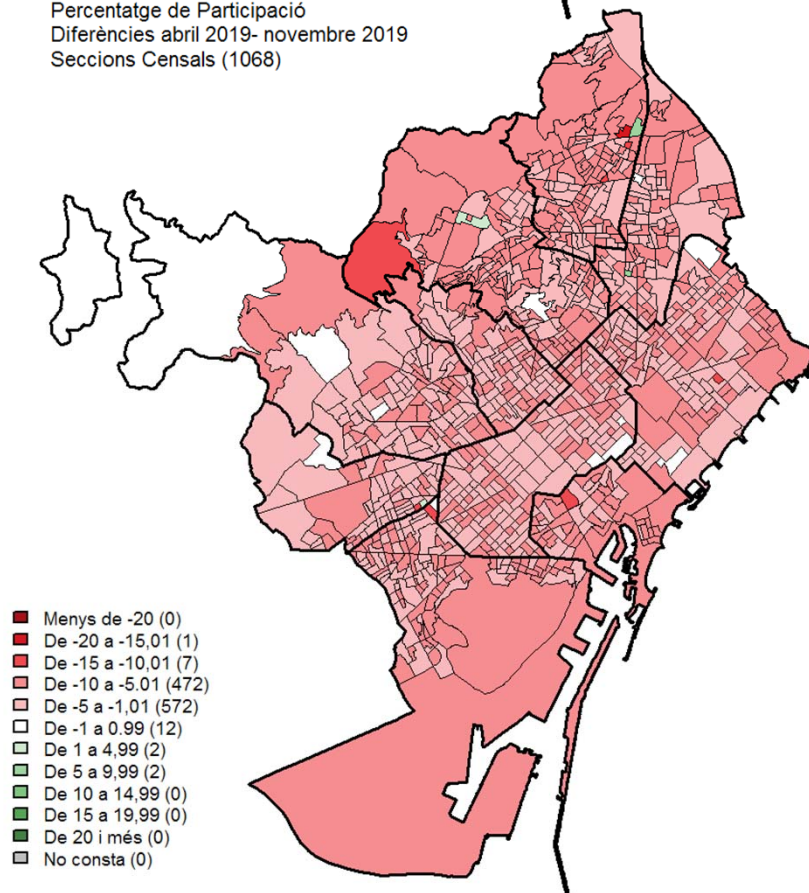 Percentatge de Participació
Diferències abril 2019- novembre 2019
Seccions Censals (1068)
Menys de -20 (0)
De -20 a -15,01 (1)
De -15 a -10,01 (7)
De -10 a -5.01 (472)
De -5 a -1,01 (572)
De -1 a 0.99 (12)
De 1 a 4,99 (2)
De 5 a 9,99 (2)
De 10 a 14,99 (0)
De 15 a 19,99 (0)
De 20 i més (0)
No consta (0)